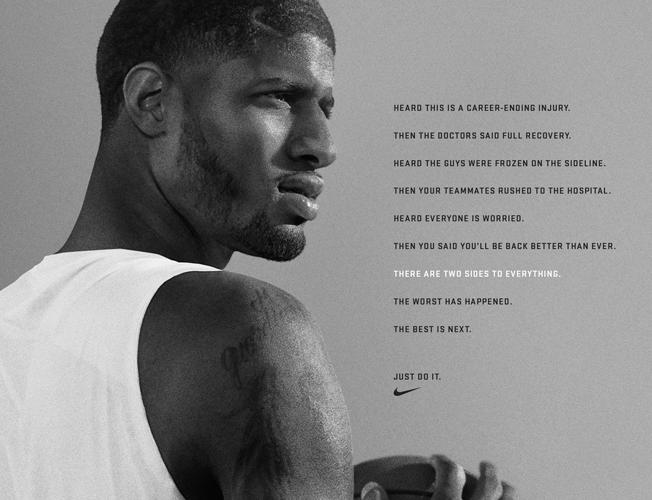 HEARD THIS IS A CAREER-ENDING INJURY.
THEN THE DOCTORS SAID FULL RECOVERY.
HEARD THE GUYS WERE FROZEN ON THE SIDELINE.
THEN YOUR TEAMMATES RUSHED TO THE HOSPITAL.
HEARD EVERYONE IS WORRIED.
THEN YOU SAID YOU'LL BE BACK BETTER THAN EVER.
THERE ARE TWO SIDES TO EVERYTHING.
THE WORST HAS HAPPENED.
THE BEST IS NEXT.
JUST DO IT.